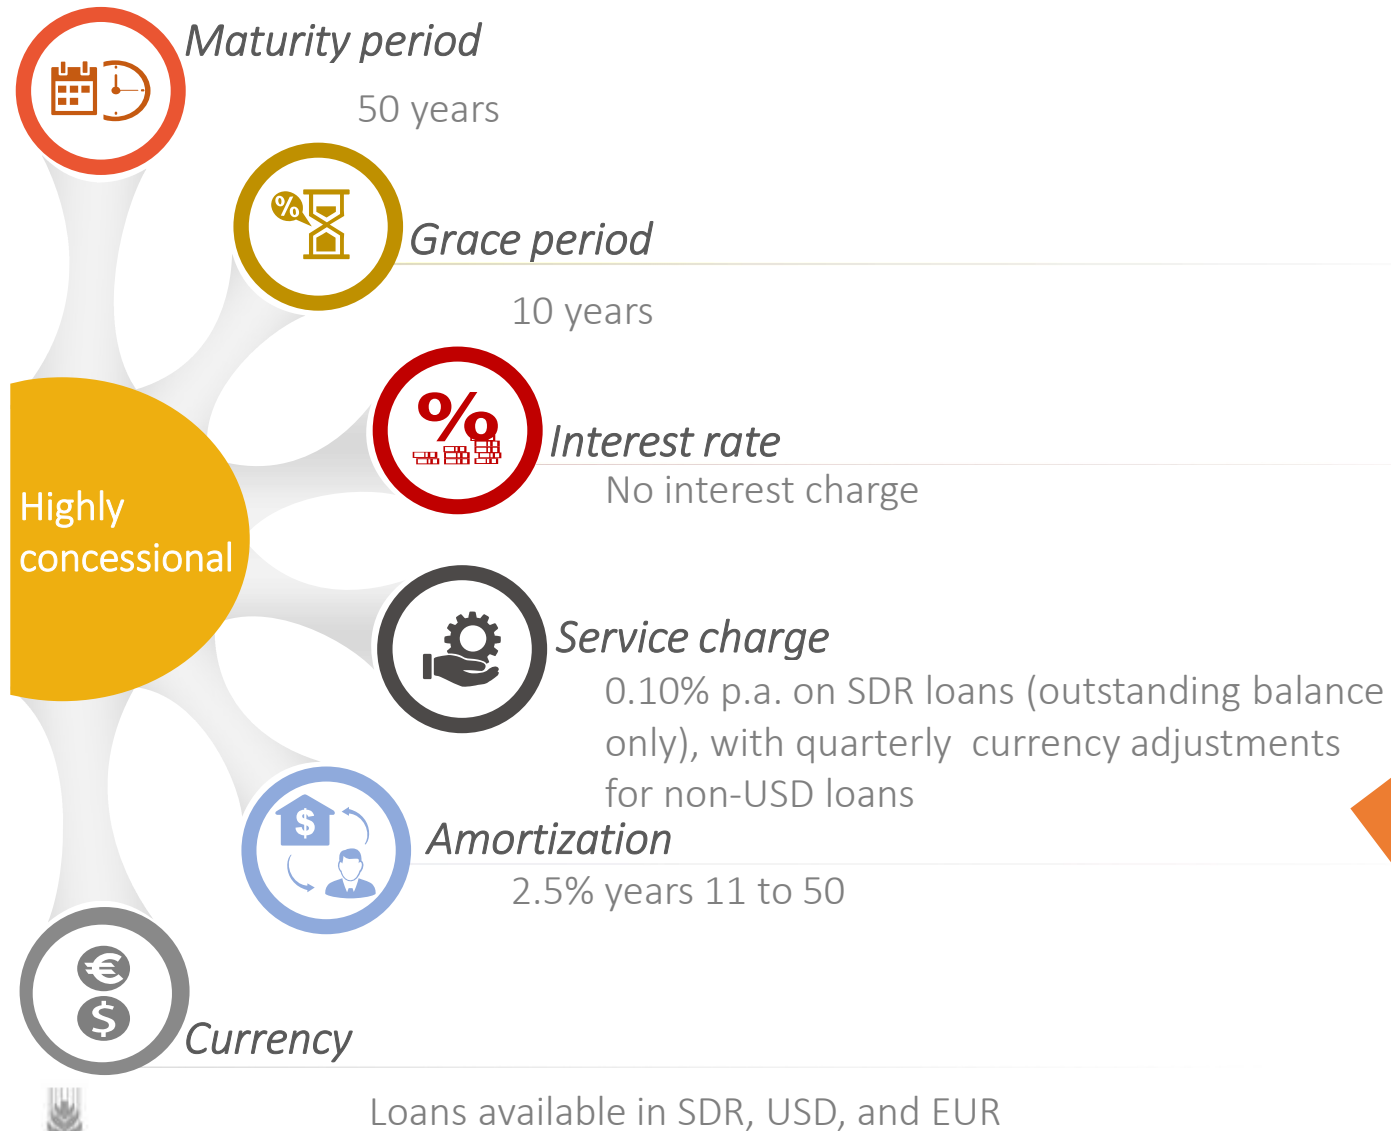 Maturity period
50 years
Grace period
10 years
Interest rate
No interest charge
Highly
concessional
Service charge
0.10% p.a. on SDR loans (outstanding balance
only), with quarterly  currency adjustments
for non-USD loans
Amortization
2.5% years 11 to 50
Currency
Loans available in SDR, USD, and EUR